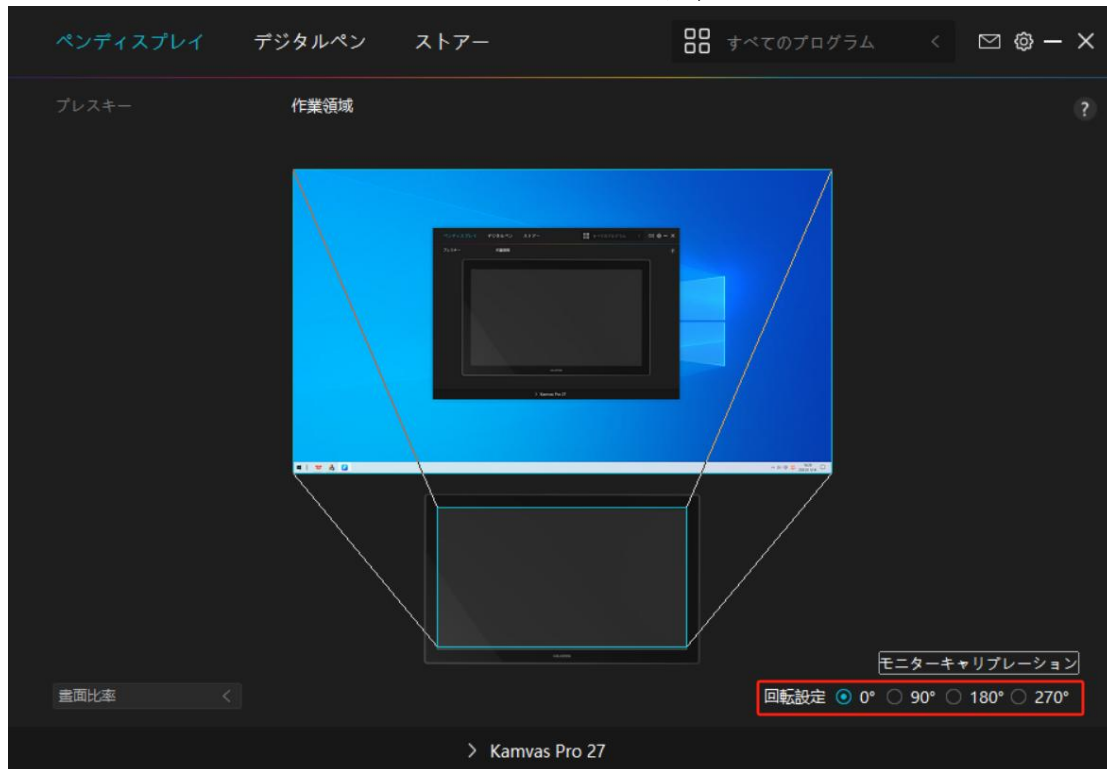 ペンディスプレイ デジタルペン ストアー すべてのプログラム
プレスキー 作業領域 ?
モニターキャリブレーション
畫面比率 回転設定 0° 90° 180° 270°
Kamvas Pro 27